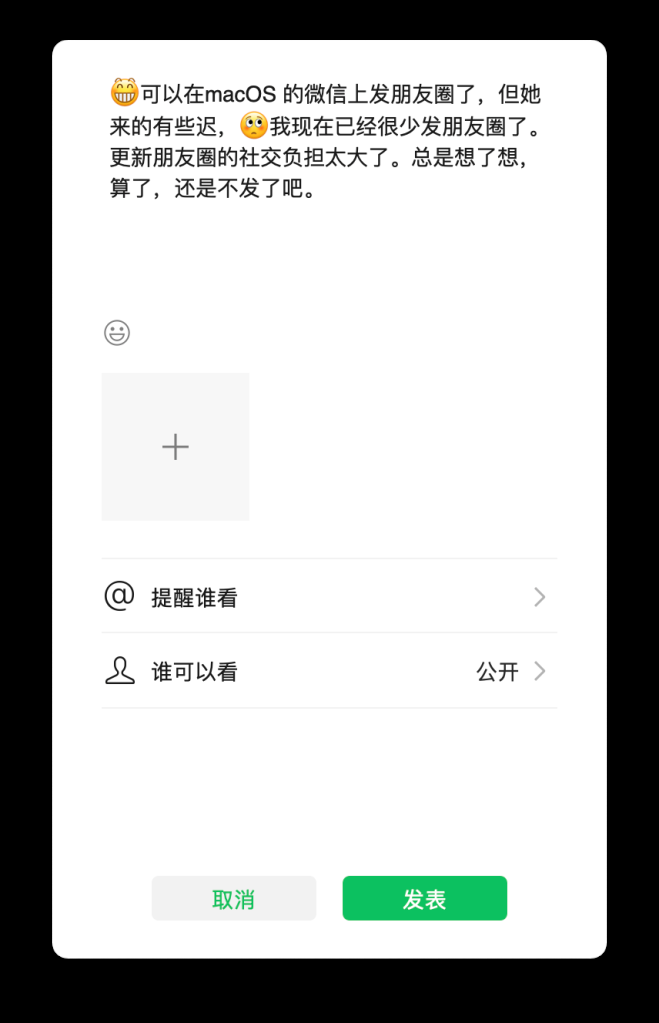 😁可以在macOS 的微信上发朋友圈了，但她
来的有些迟，🥺我现在已经很少发朋友圈了。
更新朋友圈的社交负担太大了。总是想了想，
算了，还是不发了吧。
@ 提醒谁看
谁可以看 公开
取消 发表